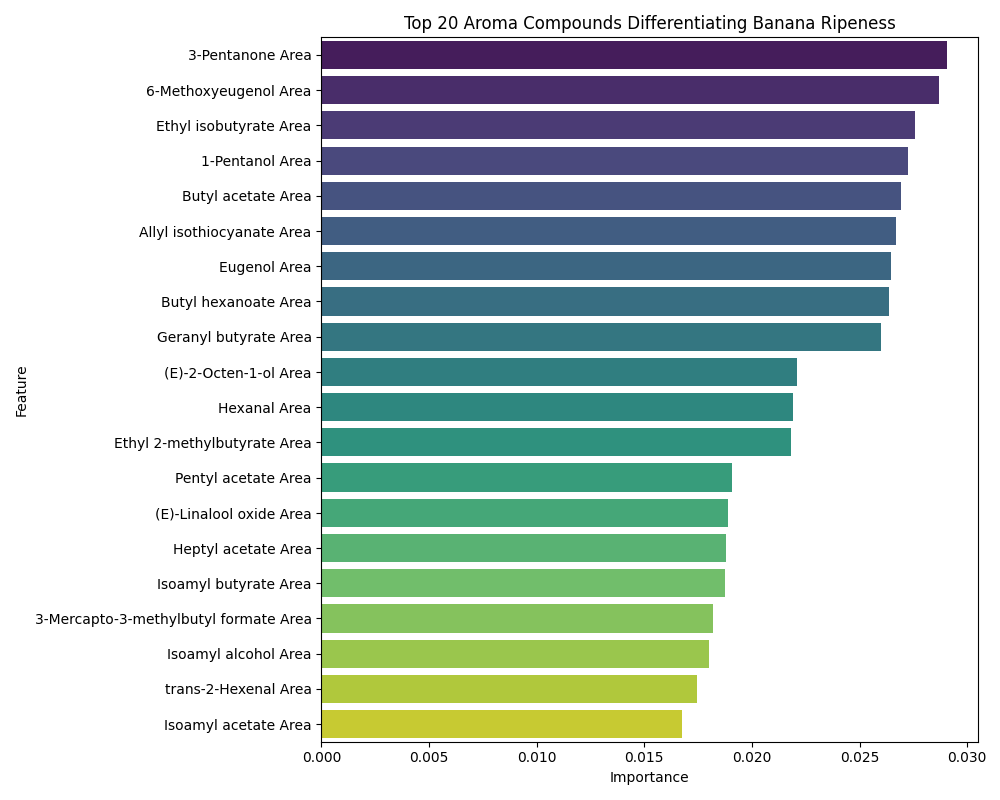 Top 20 Aroma Compounds Differentiating Banana Ripeness
Feature
3-Pentanone Area
6-Methoxyeugenol Area
Ethyl isobutyrate Area
1-Pentanol Area
Butyl acetate Area
Allyl isothiocyanate Area
Eugenol Area
Butyl hexanoate Area
Geranyl butyrate Area
(E)-2-Octen-1-ol Area
Hexanal Area
Ethyl 2-methylbutyrate Area
Pentyl acetate Area
(E)-Linalool oxide Area
Heptyl acetate Area
Isoamyl butyrate Area
3-Mercapto-3-methylbutyl formate Area
Isoamyl alcohol Area
trans-2-Hexenal Area
Isoamyl acetate Area
0.000 0.005 0.010 0.015 0.020 0.025 0.030
Importance